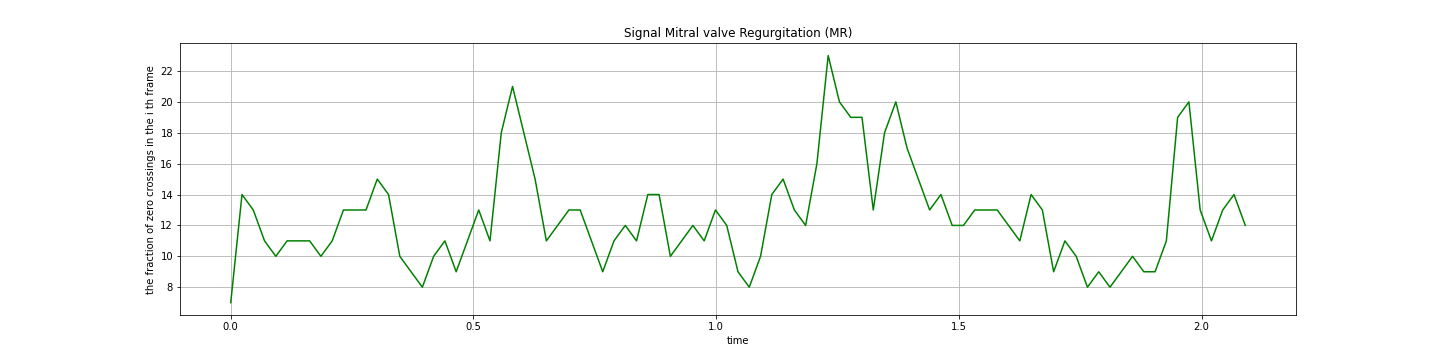 Signal Mitral valve Regurgitation (MR)
the fraction of zero crossings in the i th frame
22
20
18
16
14
12
10
8
0.0 0.5 1.0 1.5 2.0
time